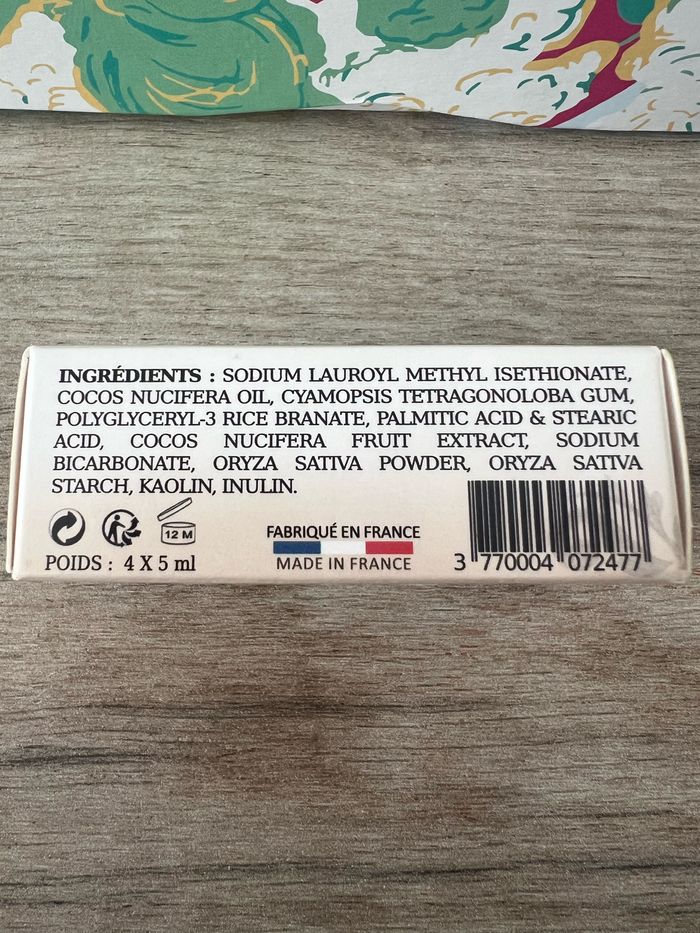 INGRÉDIENTS : SODIUM LAUROYL METHYL ISETHIONATE,
COCOS NUCIFERA OIL, CYAMOPSIS TETRAGONOLOBA GUM,
POLYGLYCERYL-3 RICE BRANATE, PALMITIC ACID & STEARIC
ACID, COCOS NUCIFERA FRUIT EXTRACT, SODIUM
BICARBONATE, ORYZA SATIVA POWDER, ORYZA SATIVA
STARCH, KAOLIN, INULIN.
12 M
POIDS : 4 X 5 ml
FABRIQUÉ EN FRANCE
MADE IN FRANCE
3 770004 072477